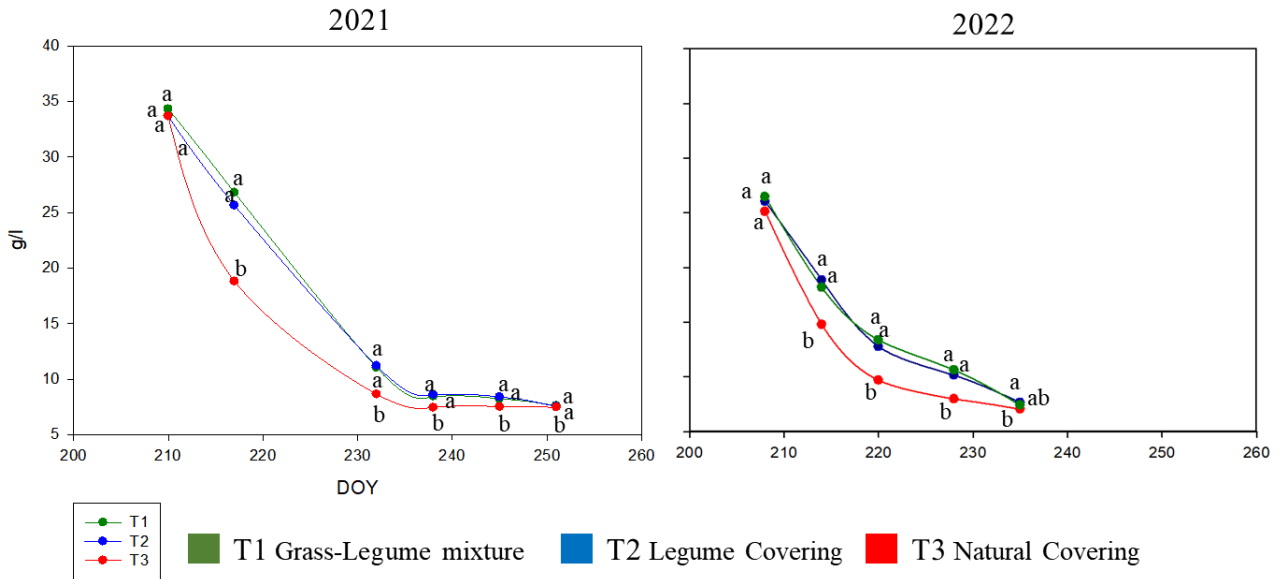 2021
2022
40
35
30
25
20
15
10
5
g/l
a
a
a
a
a
a
b
a
a
b
a
a
b
a
a
b
a
a
b
200
210
220
230
240
250
260
DOY
a
a
a
a
a
b
a
a
b
a
a
b
a
ab
b
200
210
220
230
240
250
260
T1
T2
T3
T1 Grass-Legume mixture
T2 Legume Covering
T3 Natural Covering